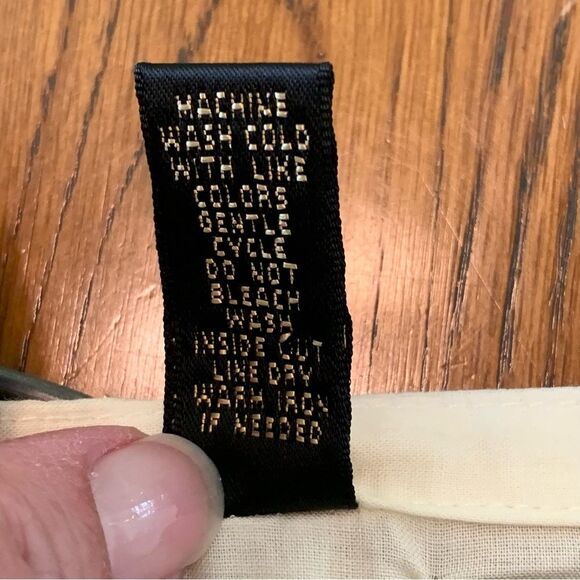 MACHINE
WASH COLD
WITH LIKE
COLORS
GENTLE
CYCLE
DO NOT
BLEACH
WASH
INSIDE OUT
LINE DRY
WARM IRON
IF NEEDED